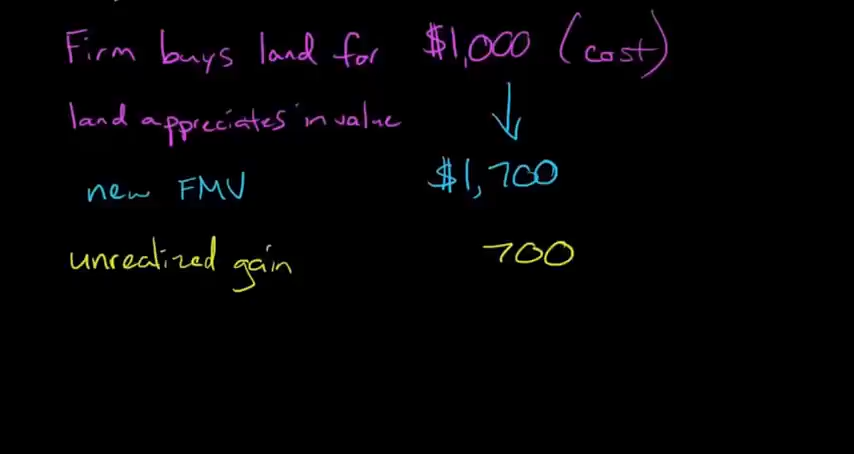 Firm buys land for $1,000 (cost)
land appreciates in value
new FMV $1,700
unrealized gain 700